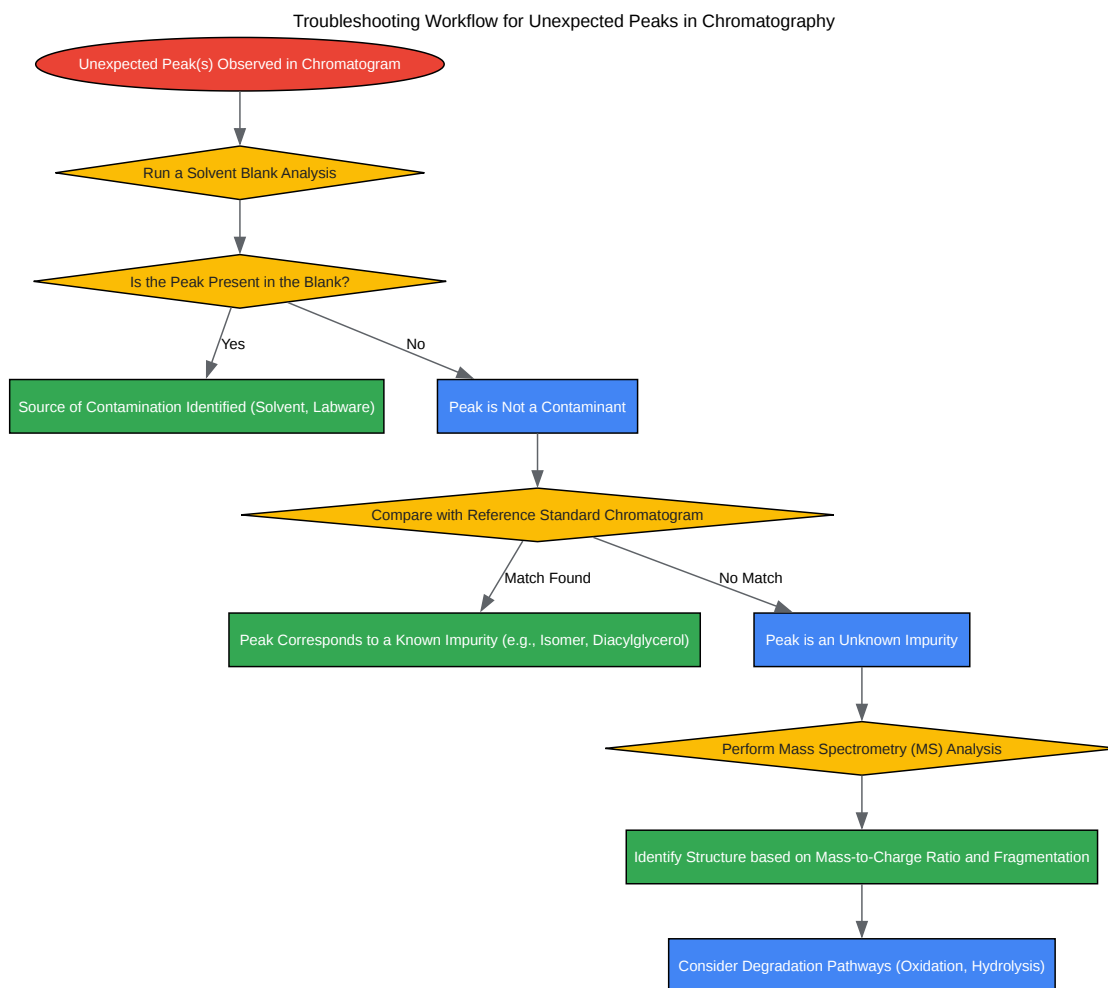 Troubleshooting Workflow for Unexpected Peaks in Chromatography
Unexpected Peak(s) Observed in Chromatogram
Run a Solvent Blank Analysis
Is the Peak Present in the Blank?
Yes
No
Source of Contamination Identified (Solvent, Labware)
Peak is Not a Contaminant
Compare with Reference Standard Chromatogram
Match Found
No Match
Peak Corresponds to a Known Impurity (e.g., Isomer, Diacylglycerol)
Peak is an Unknown Impurity
Perform Mass Spectrometry (MS) Analysis
Identify Structure based on Mass-to-Charge Ratio and Fragmentation
Consider Degradation Pathways (Oxidation, Hydrolysis)